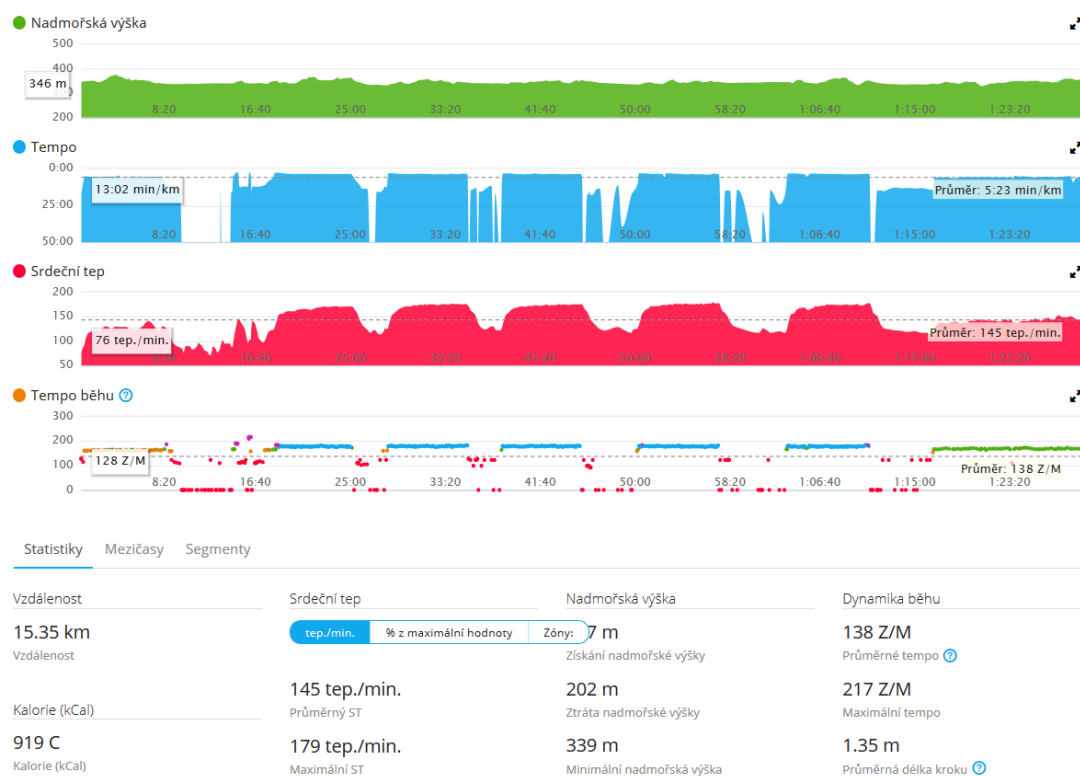 Nadmořská výška
500
400
346 m
300
200
8:20 16:40 25:00 33:20 41:40 50:00 58:20 1:06:40 1:15:00 1:23:20
Tempo
0:00
13:02 min/km
Průměr: 5:23 min/km
25:00
50:00
8:20 16:40 25:00 33:20 41:40 50:00 58:20 1:06:40 1:15:00 1:23:20
Srdeční tep
200
150
76 tep./min.
Průměr: 145 tep./min.
100
50
8:20 16:40 25:00 33:20 41:40 50:00 58:20 1:06:40 1:15:00 1:23:20
Tempo běhu ?
300
200
128 Z/M
100
Průměr: 138 Z/M
0
8:20 16:40 25:00 33:20 41:40 50:00 58:20 1:06:40 1:15:00 1:23:20
Statistiky Mezičasy Segmenty
Vzdálenost
15.35 km
Vzdálenost
Kalorie (kCal)
919 C
Kalorie (kCal)
Srdeční tep
tep./min. % z maximální hodnoty Zóny:
145 tep./min.
Průměrný ST
179 tep./min.
Maximální ST
Nadmořská výška
7 m
Získání nadmořské výšky
202 m
Ztráta nadmořské výšky
339 m
Minimální nadmořská výška
Dynamika běhu
138 Z/M
Průměrné tempo ?
217 Z/M
Maximální tempo
1.35 m
Průměrná délka kroku ?